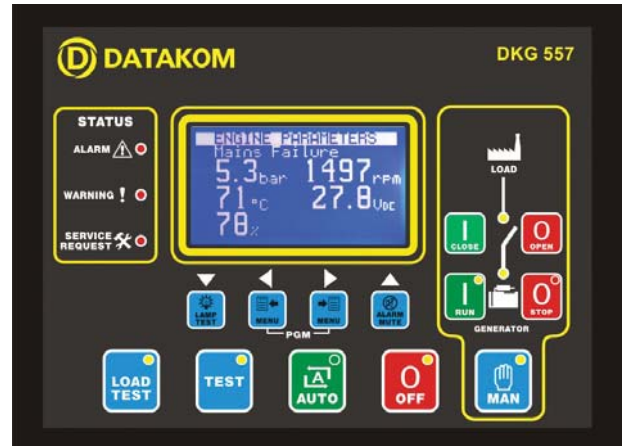 D DATAKOM
DKG 557
STATUS
ALARM
WARNING !
SERVICE
REQUEST
ENGINE PARAMETERS
Mains Failure
5.3bar 1497rpm
71°C 27.8VDC
78%
LOAD
I
CLOSE
O
OPEN
I
RUN
O
STOP
GENERATOR
LAMP
TEST
MENU
MENU
ALARM
MUTE
PGM
LOAD
TEST
TEST
A
AUTO
O
OFF
MAN